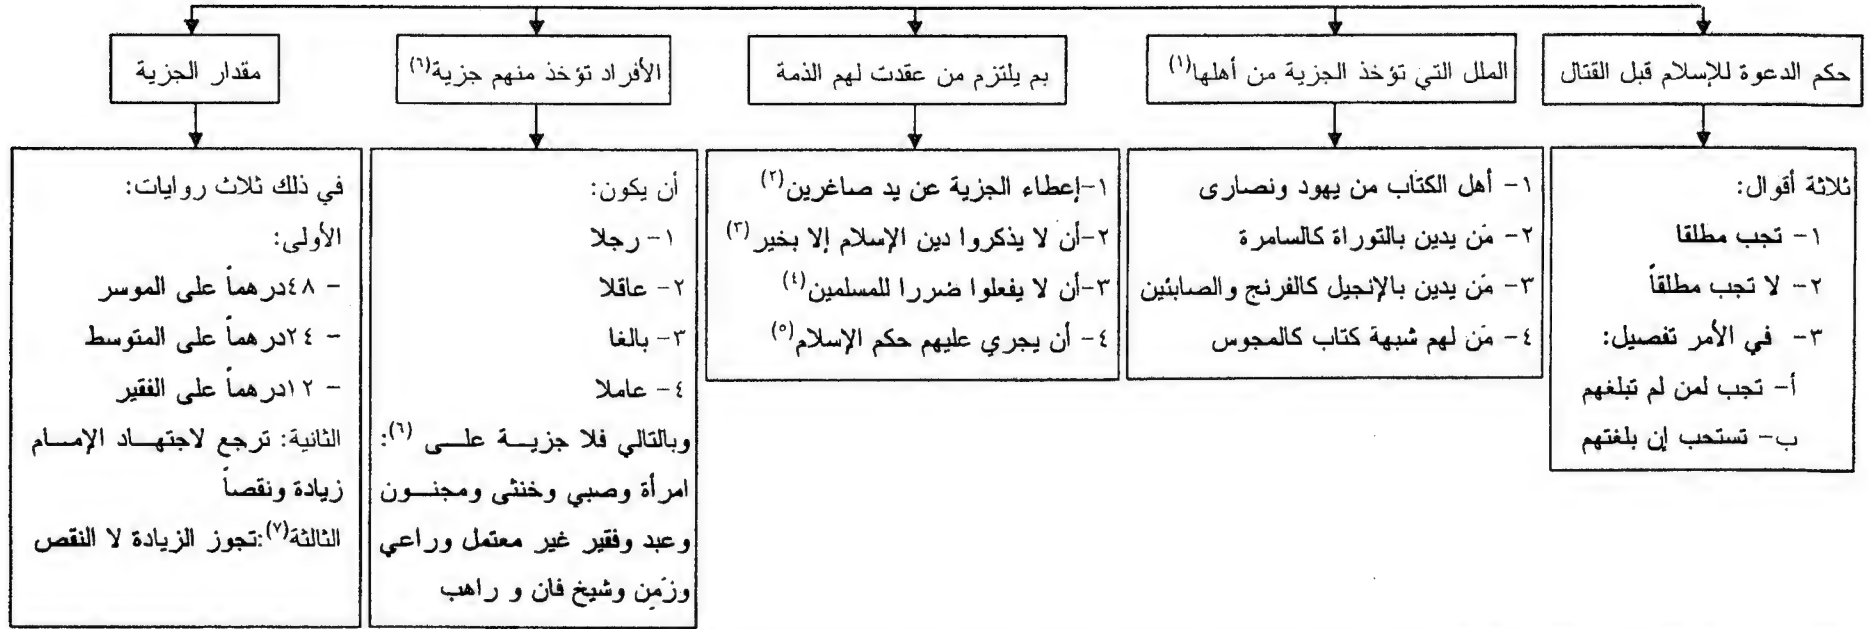 حكم الدعوة للإسلام قبل القتال
ثلاثة أقوال:
١- تجب مطلقا
٢- لا تجب مطلقاً
٣- في الأمر تفصيل:
أ- تجب لمن لم تبلغهم
ب- تستحب إن بلغتهم
الملل التي تؤخذ الجزية من أهلها(١)
١- أهل الكتاب من يهود ونصارى
٢- مَن يدين بالتوراة كالسامرة
٣- مَن يدين بالإنجيل كالفرنج والصابئين
٤- مَن لهم شبهة كتاب كالمجوس
بم يلتزم من عقدت لهم الذمة
١-إعطاء الجزية عن يد صاغرين(٢)
٢-أن لا يذكروا دين الإسلام إلا بخير(٣)
٣-أن لا يفعلوا ضررا للمسلمين(٤)
٤- أن يجري عليهم حكم الإسلام(٥)
الأفراد تؤخذ منهم جزية(٦)
أن يكون:
١- رجلا
٢- عاقلا
٣- بالغا
٤- عاملا
وبالتالي فلا جزيـة علـى (٦):
امرأة وصبي وخنثى ومجنـون
وعبد وفقير غير معتمل وراعي
وزَمِن وشيخ فان و راهب
مقدار الجزية
في ذلك ثلاث روايات:
الأولى:
- ٤٨درهماً على الموسر
- ٢٤درهماً على المتوسط
- ١٢درهماً على الفقير
الثانية: ترجع لاجتهـاد الإمـام
زيادة ونقصاً
الثالثة(٧):تجوز الزيادة لا النقص